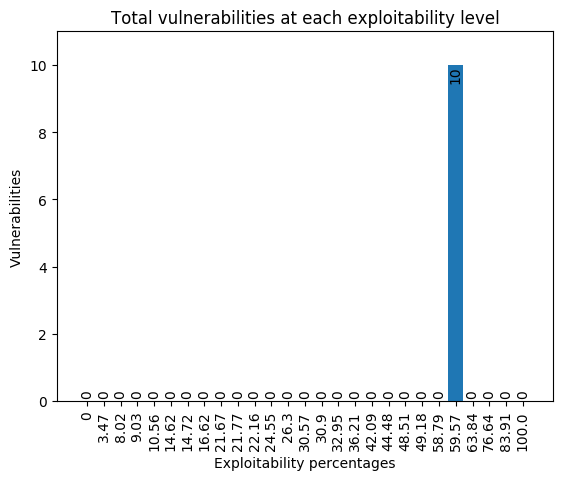 Total vulnerabilities at each exploitability level
10
8
6
4
2
0
Vulnerabilities
10
0 0 0 0 0 0 0 0 0 0 0 0 0 0 0 0 0 0 0 0 0 0 0 0 0 0
0 3.47 8.02 9.03 10.56 14.62 14.72 16.62 21.67 21.77 22.16 24.55 26.3 30.57 30.9 32.95 36.21 42.09 44.48 48.51 49.18 58.79 59.57 63.84 76.64 83.91 100.0
Exploitability percentages